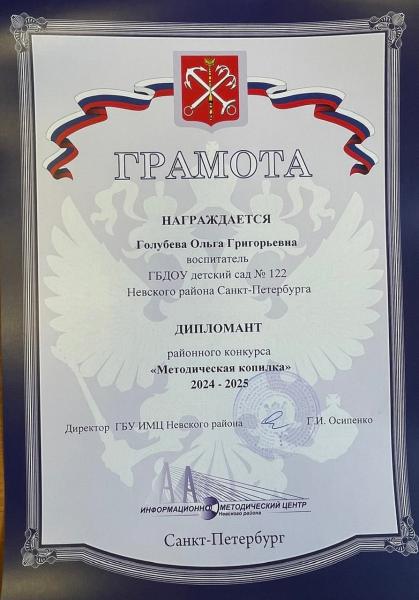 ГРАМОТА
НАГРАЖДАЕТСЯ
Голубева Ольга Григорьевна
воспитатель
ГБДОУ детский сад № 122
Невского района Санкт-Петербурга
ДИПЛОМАНТ
районного конкурса
«Методическая копилка»
2024 - 2025
Директор ГБУ ИМЦ Невского района Г.И. Осипенко
ИНФОРМАЦИОННО МЕТОДИЧЕСКИЙ ЦЕНТР
Невского района
Санкт-Петербург